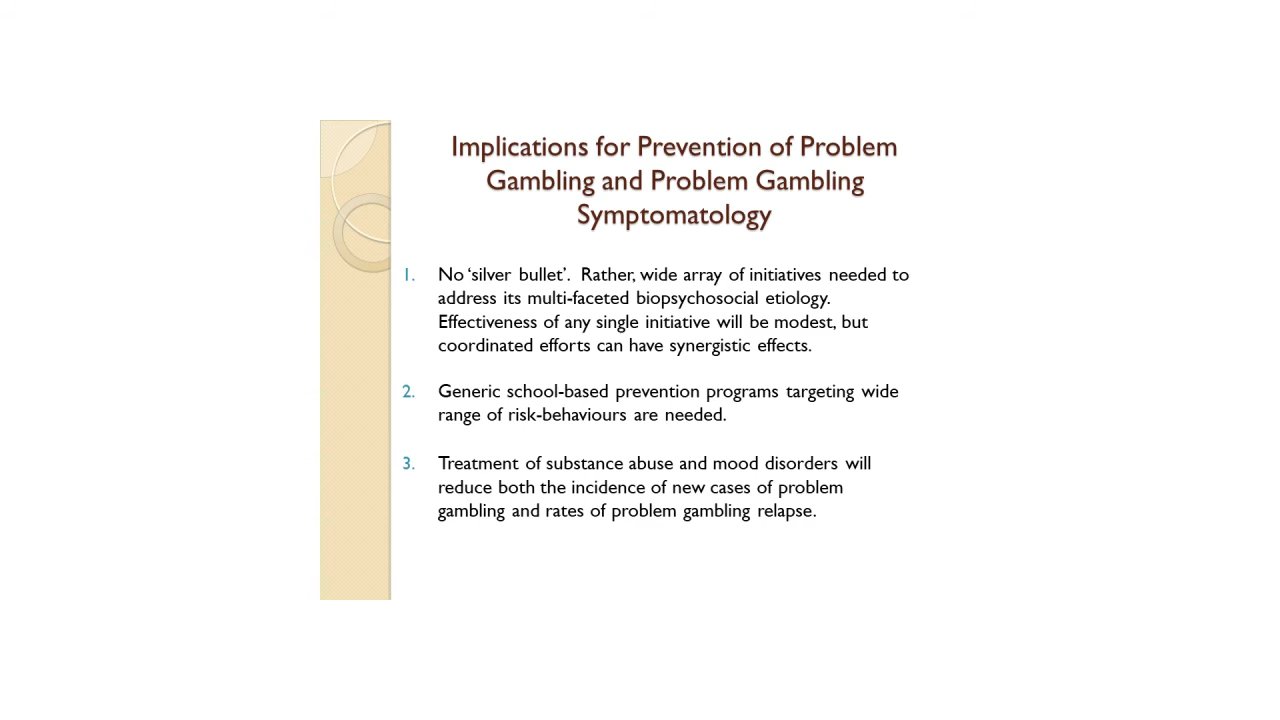 Implications for Prevention of Problem
Gambling and Problem Gambling
Symptomatology
1. No ‘silver bullet’.  Rather, wide array of initiatives needed to
address its multi-faceted biopsychosocial etiology.
Effectiveness of any single initiative will be modest, but
coordinated efforts can have synergistic effects.
2. Generic school-based prevention programs targeting wide
range of risk-behaviours are needed.
3. Treatment of substance abuse and mood disorders will
reduce both the incidence of new cases of problem
gambling and rates of problem gambling relapse.